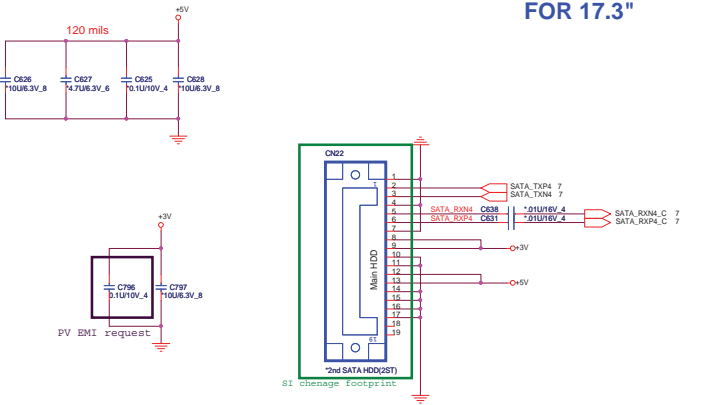 FOR 17.3"
+5V
120 mils
C626
*10U/6.3V_8
C627
*4.7U/6.3V_6
C625
*0.1U/10V_4
C628
*10U/6.3V_8
CN22
1
1
2
3
4
5
6
7
8
9
10
11
12
13
14
15
16
17
18
19
19
Main HDD
SATA_TXP4 7
SATA_TXN4 7
SATA_RXN4 C638 *.01U/16V_4 SATA_RXN4_C 7
SATA_RXP4 C631 *.01U/16V_4 SATA_RXP4_C 7
+3V
+5V
*2nd SATA HDD(2ST)
SI chenage footprint
+3V
C796
0.1U/10V_4
C797
*10U/6.3V_8
PV EMI request